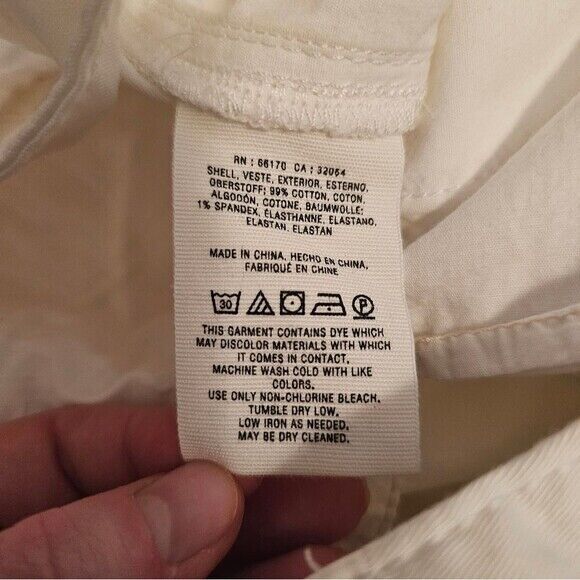 RN : 66170 CA : 32064
SHELL, VESTE, EXTERIOR, ESTERNO,
OBERSTOFF; 99% COTTON, COTON,
ALGODÓN, COTONE, BAUMWOLLE;
1% SPANDEX, ELASTHANNE, ELASTANO,
ELASTAN, ELASTAN
MADE IN CHINA, HECHO EN CHINA,
FABRIQUÉ EN CHINE
30 P
THIS GARMENT CONTAINS DYE WHICH
MAY DISCOLOR MATERIALS WITH WHICH
IT COMES IN CONTACT.
MACHINE WASH COLD WITH LIKE
COLORS.
USE ONLY NON-CHLORINE BLEACH.
TUMBLE DRY LOW.
LOW IRON AS NEEDED.
MAY BE DRY CLEANED.